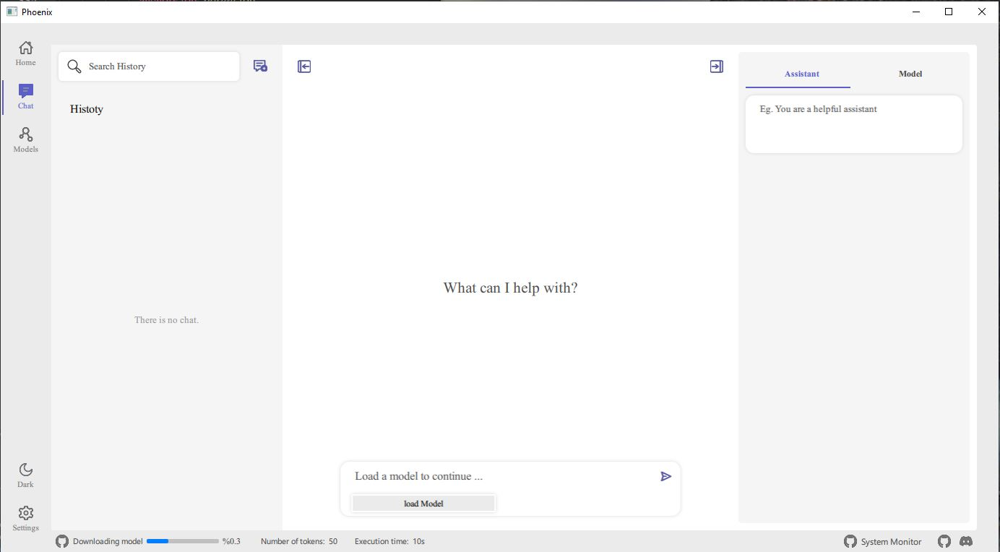 Phoenix
Home
Chat
Models
Dark
Settings
Search History
Histoty
There is no chat.
What can I help with?
Load a model to continue ...
load Model
Assistant
Model
Eg. You are a helpful assistant
Downloading model %0.3 Number of tokens: 50 Execution time: 10s System Monitor